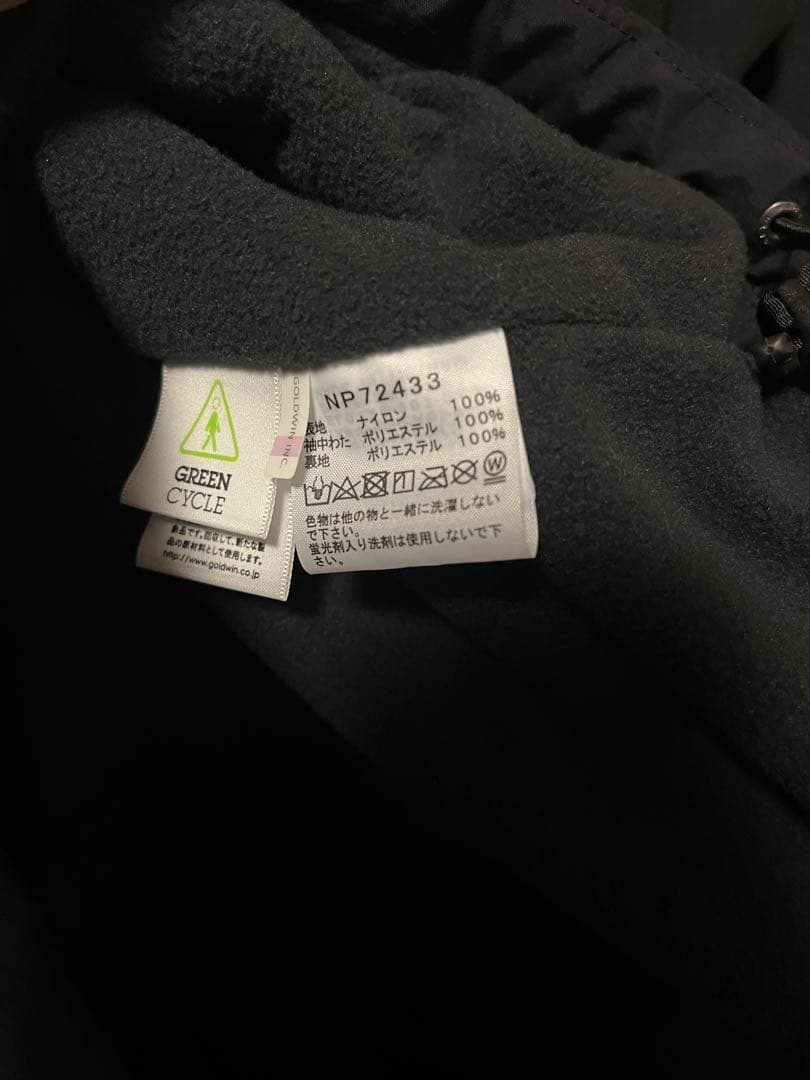 GREEN
CYCLE
象品です。回収して、新たな製
品の原材料として使用します。
http://www.goldwin.co.jp
GOLDWIN INC.
NP72433
表地 ナイロン 100%
袖中わた ポリエステル 100%
裏地 ポリエステル 100%
W
色物は他の物と一緒に洗濯しない
で下さい。
蛍光剤入り洗剤は使用しないで下
さい。